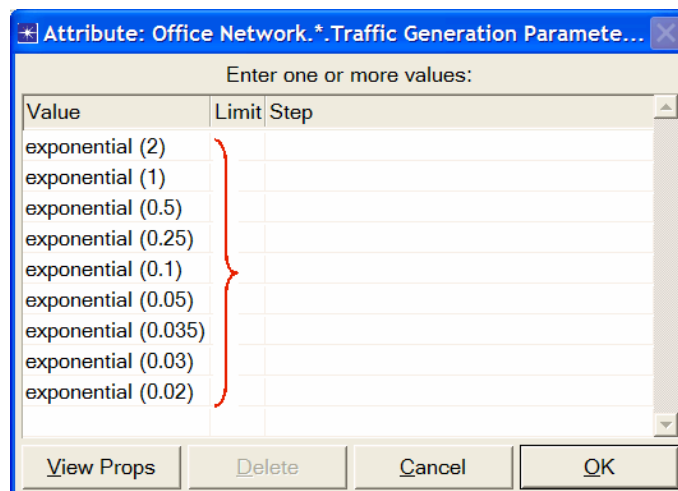 Attribute: Office Network.*.Traffic Generation Paramete...
Enter one or more values:
Value Limit Step
exponential (2)
exponential (1)
exponential (0.5)
exponential (0.25)
exponential (0.1)
exponential (0.05)
exponential (0.035)
exponential (0.03)
exponential (0.02)
View Props Delete Cancel OK